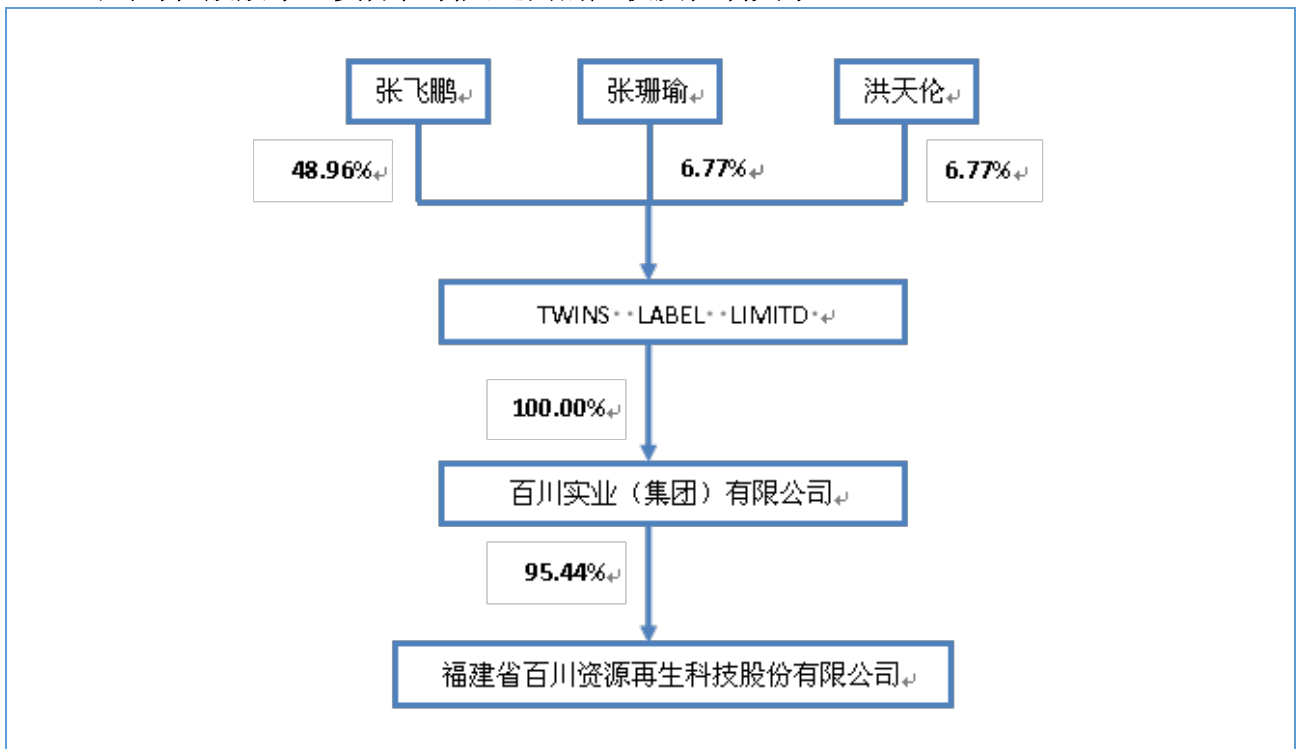 张飞鹏
张珊瑜
洪天伦
48.96%
6.77%
6.77%
TWINS LABEL LIMITD
100.00%
百川实业（集团）有限公司
95.44%
福建省百川资源再生科技股份有限公司